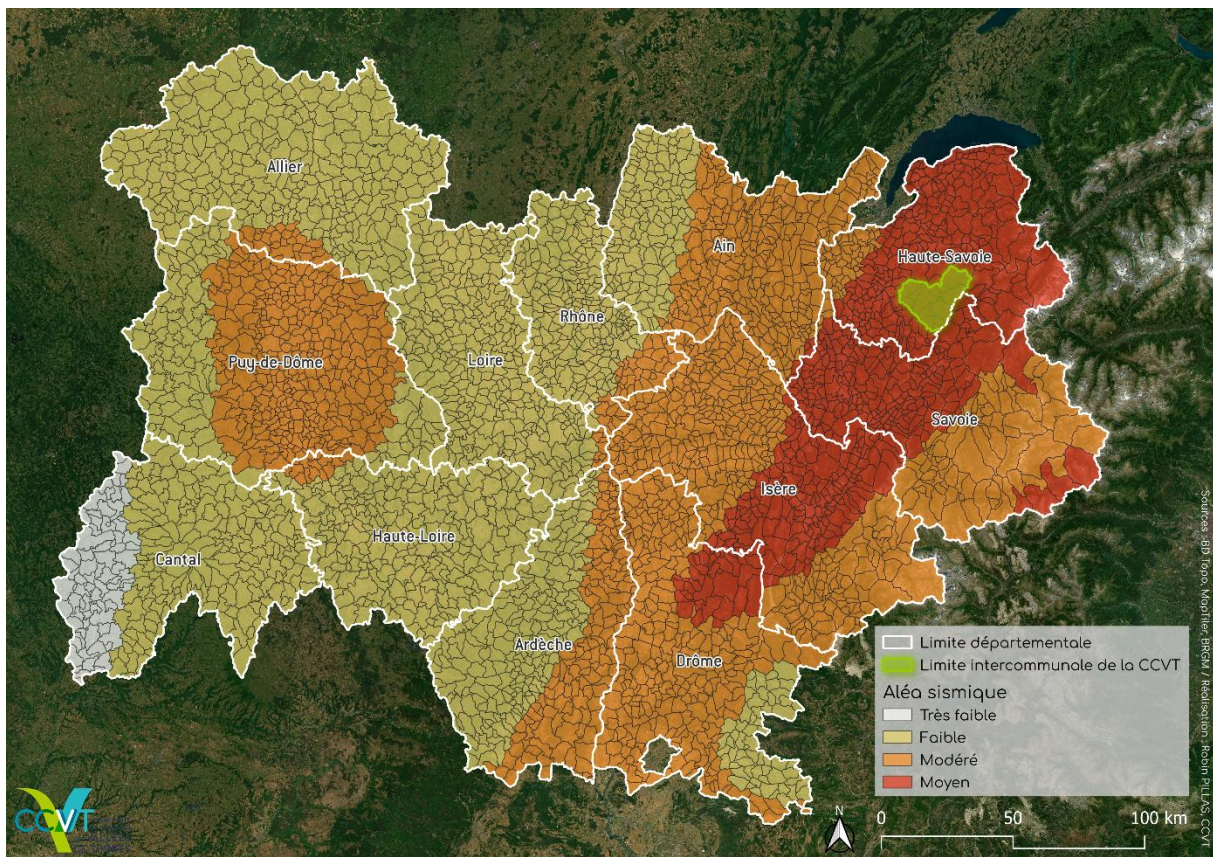 Allier
Ain
Haute-Savoie
Rhône
Puy-de-Dôme
Loire
Savoie
Isère
Haute-Loire
Cantal
Ardèche
Drôme
Limite départementale
Limite intercommunale de la CCVT
Aléa sismique
Très faible
Faible
Modéré
Moyen
N
0 50 100 km
CCVT
Sources : BD Topo, MapTiler, BRGM / Réalisation : Robin PILLAS, CCVT